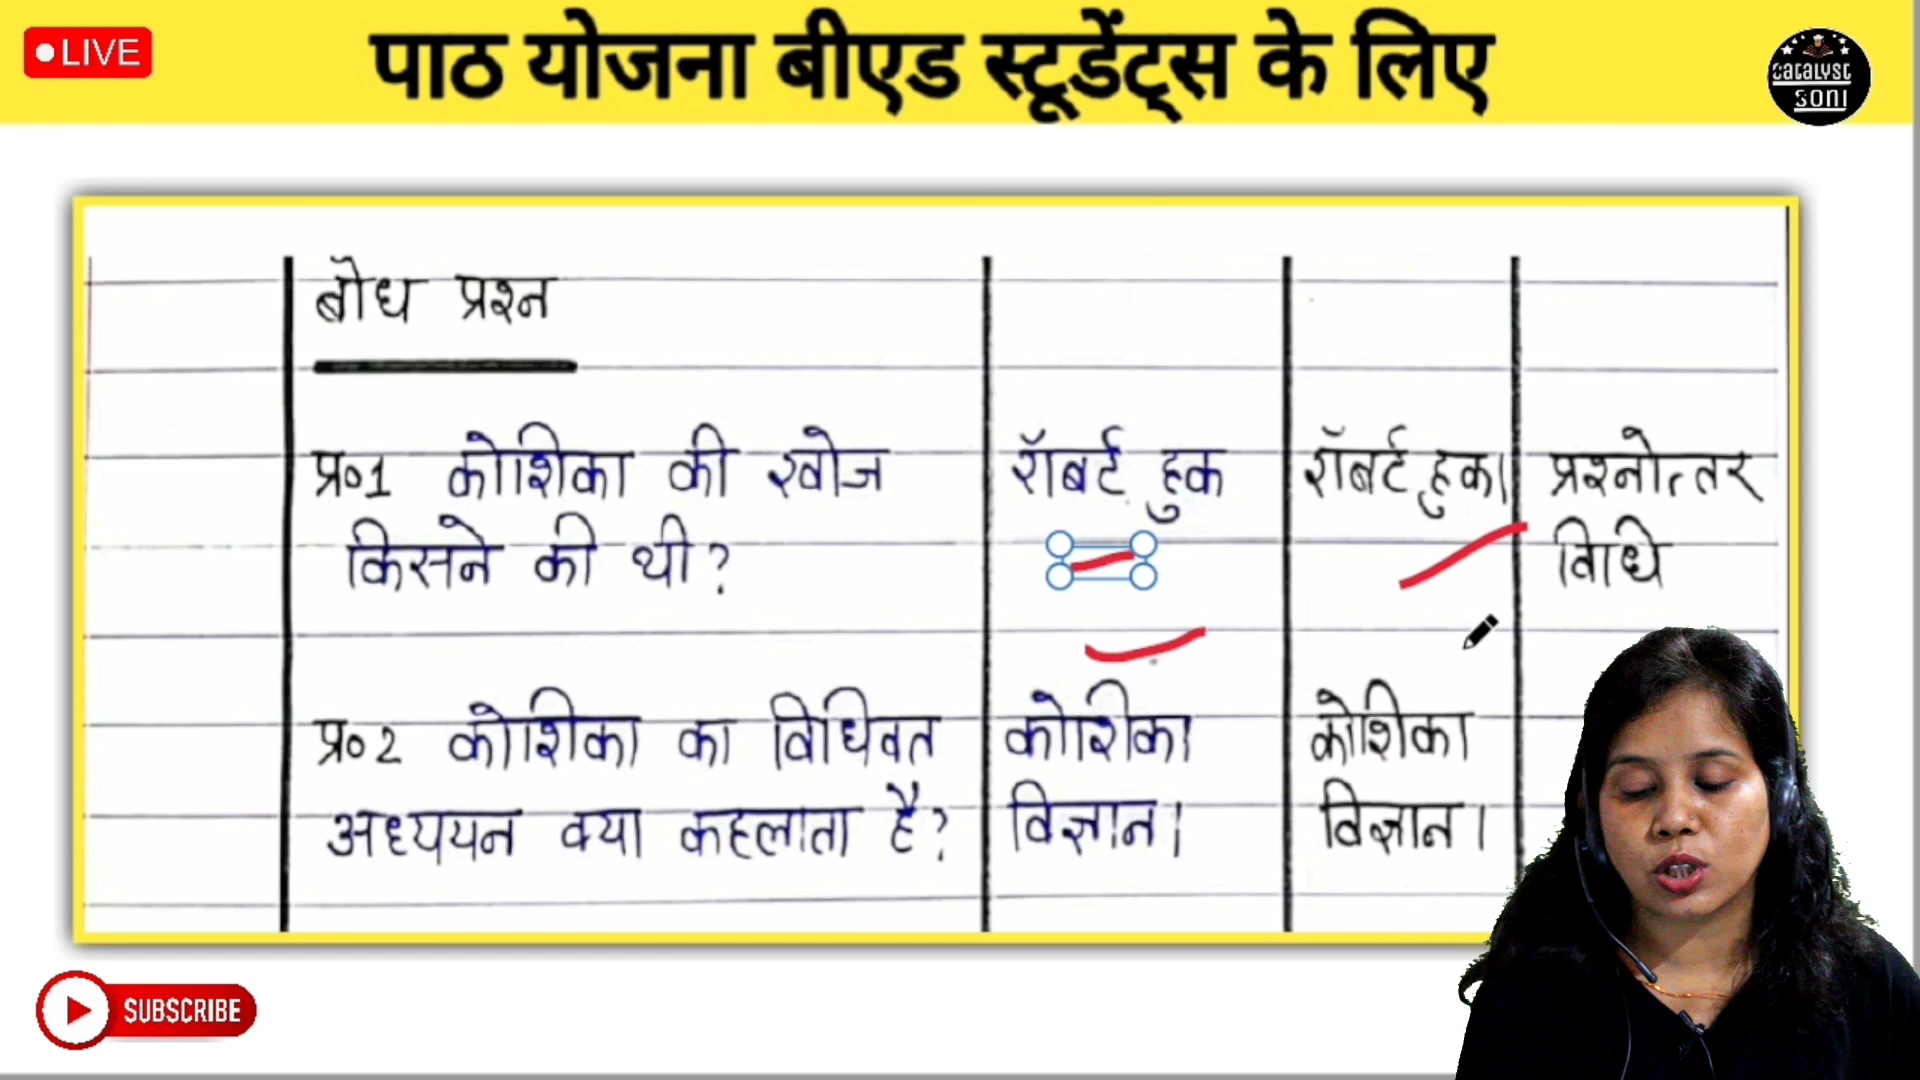 LIVE
पाठ योजना बीएड स्टूडेंट्स के लिए
catalyst
SONI
बोध प्रश्न
प्र०1 कोशिका की खोज
किसने की थी?
रॉबर्ट हुक
रॉबर्ट हुक।
प्रश्नोत्तर
विधि
प्र०2 कोशिका का विधिवत
अध्ययन क्या कहलाता है?
कोशिका
विज्ञान।
कोशिका
विज्ञान।
SUBSCRIBE